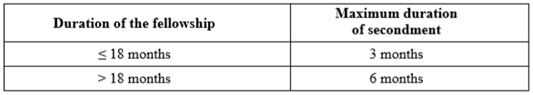 Duration of the fellowship
Maximum duration
of secondment
≤ 18 months
3 months
> 18 months
6 months